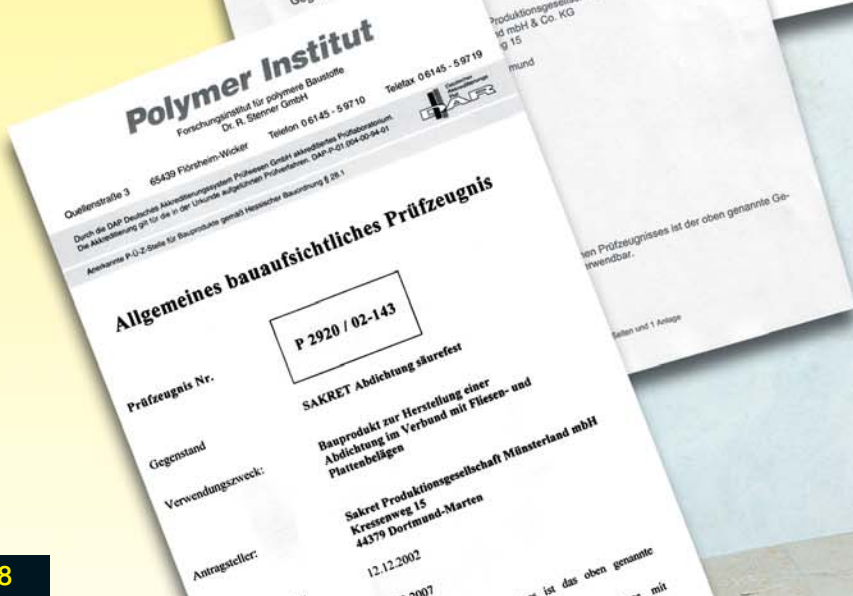 Polymer Institut
Forschungsinstitut für polymere Baustoffe
Dr. R. Stenner GmbH
Quellenstraße 3 65439 Flörsheim-Wicker Telefon 06145 - 59710 Telefax 06145 - 59719
Deutscher
Akkreditierungs
Rat
DAR
Durch die DAP Deutsches Akkreditierungssystem Prüfwesen GmbH akkreditiertes Prüflaboratorium.
Die Akkreditierung gilt für die in der Urkunde aufgeführten Prüfverfahren. DAP-P-01.004-00-94-01
Anerkannte P-Ü-Z-Stelle für Bauprodukte gemäß Hessischer Bauordnung § 28.1
Allgemeines bauaufsichtliches Prüfzeugnis
Prüfzeugnis Nr. P 2920 / 02-143
Gegenstand SAKRET Abdichtung säurefest
Verwendungszweck: Bauprodukt zur Herstellung einer
Abdichtung im Verbund mit Fliesen- und
Plattenbelägen
Antragsteller: Sakret Produktionsgesellschaft Münsterland mbH
Kressenweg 15
44379 Dortmund-Marten
12.12.2002
2007
ist das oben genannte
mit
mbH & Co. KG
15
mund
Prüfzeugnisses ist der oben genannte Ge-
rwendbar.
und 1 Anlage
8